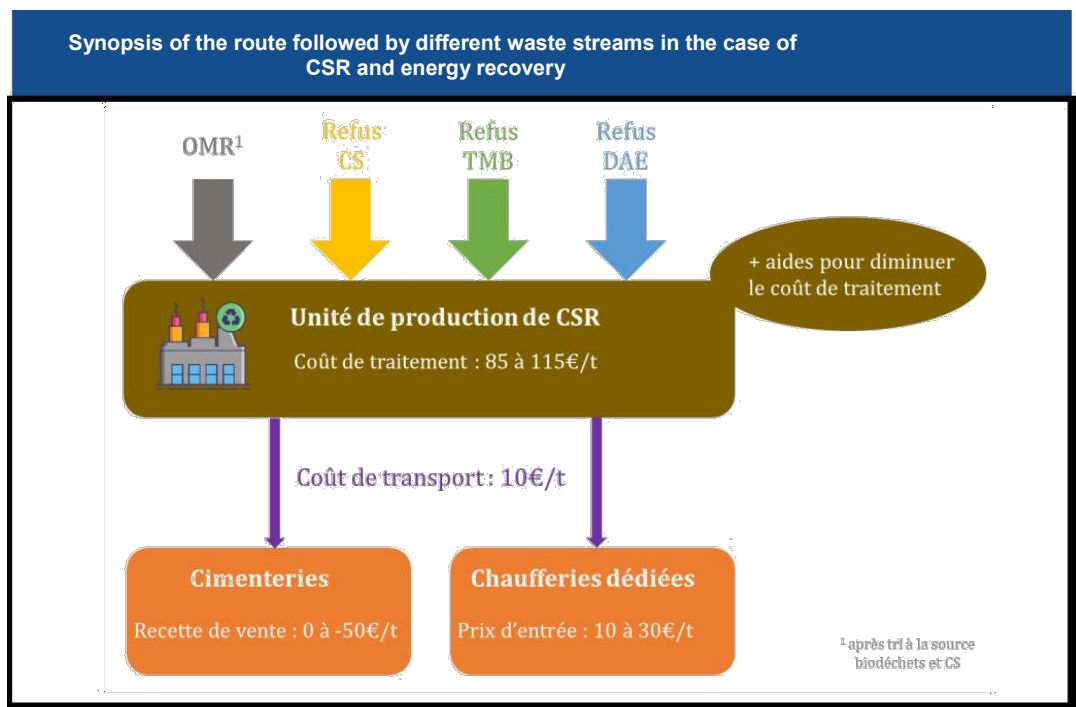 Synopsis of the route followed by different waste streams in the case of
CSR and energy recovery
OMR¹
Refus
CS
Refus
TMB
Refus
DAE
+ aides pour diminuer
le coût de traitement
Unité de production de CSR
Coût de traitement : 85 à 115€/t
Coût de transport : 10€/t
Cimenteries
Recette de vente : 0 à -50€/t
Chaufferies dédiées
Prix d'entrée : 10 à 30€/t
¹ après tri à la source
biodéchets et CS